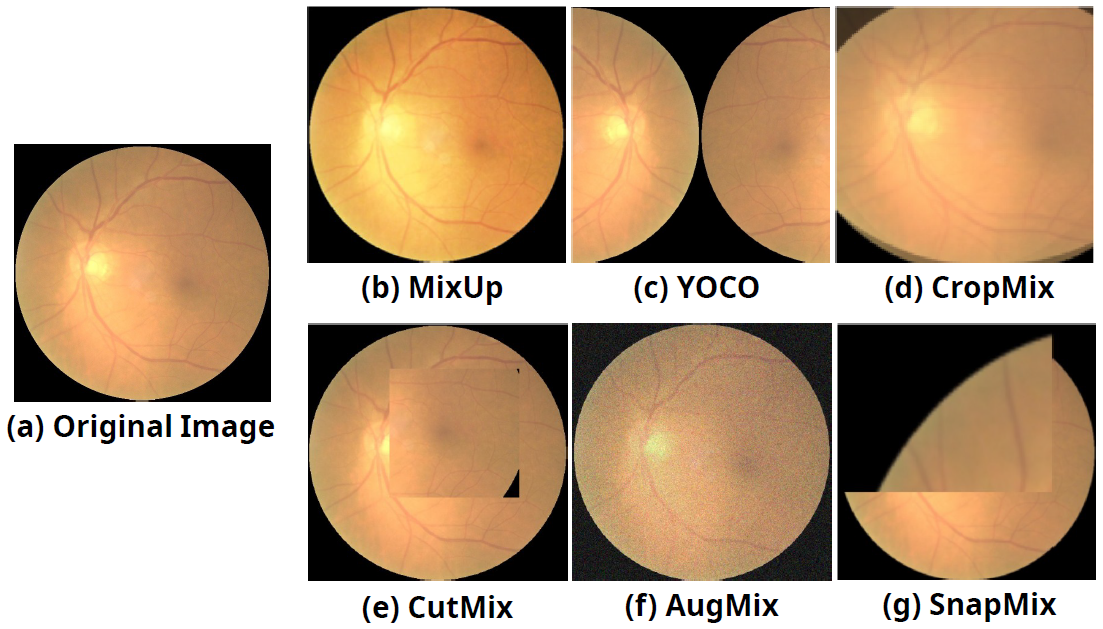 (a) Original Image
(b) MixUp
(c) YOCO
(d) CropMix
(e) CutMix
(f) AugMix
(g) SnapMix